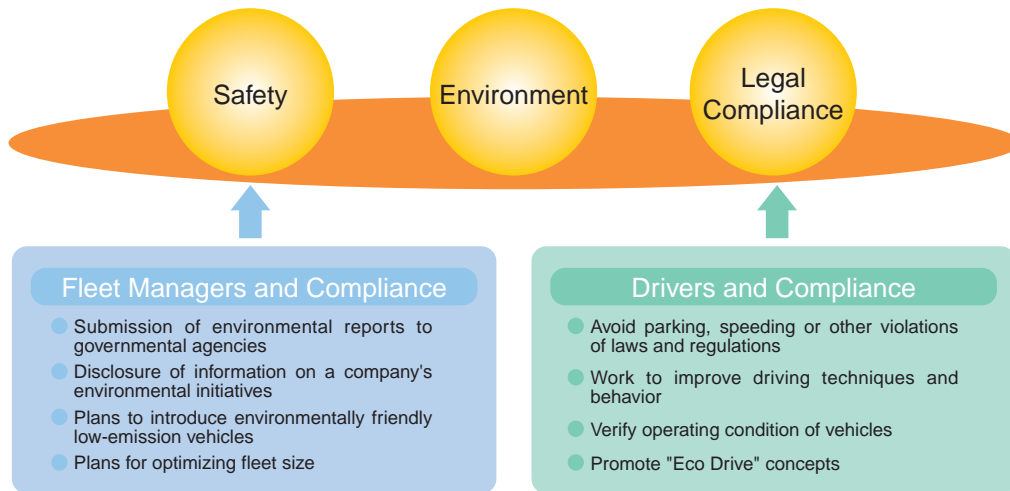 Safety
Environment
Legal
Compliance
Fleet Managers and Compliance
Submission of environmental reports to
governmental agencies
Disclosure of information on a company's
environmental initiatives
Plans to introduce environmentally friendly
low-emission vehicles
Plans for optimizing fleet size
Drivers and Compliance
Avoid parking, speeding or other violations
of laws and regulations
Work to improve driving techniques and
behavior
Verify operating condition of vehicles
Promote "Eco Drive" concepts